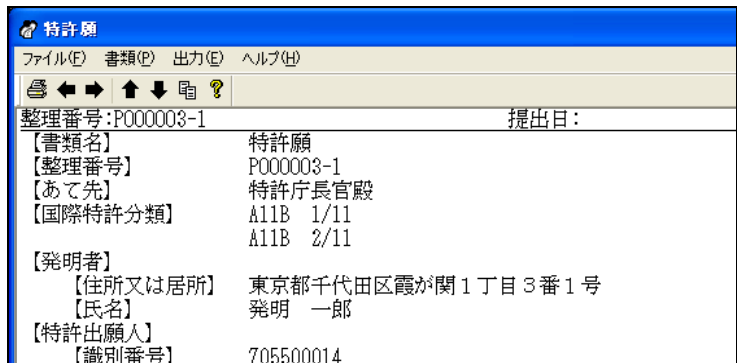 特許願
ファイル(F) 書類(P) 出力(E) ヘルプ(H)
整理番号:P000003-1 提出日:
【書類名】 特許願
【整理番号】 P000003-1
【あて先】 特許庁長官殿
【国際特許分類】 A11B 1/11
A11B 2/11
【発明者】
【住所又は居所】 東京都千代田区霞が関1丁目3番1号
【氏名】 発明 一郎
【特許出願人】
【識別番号】 705500014